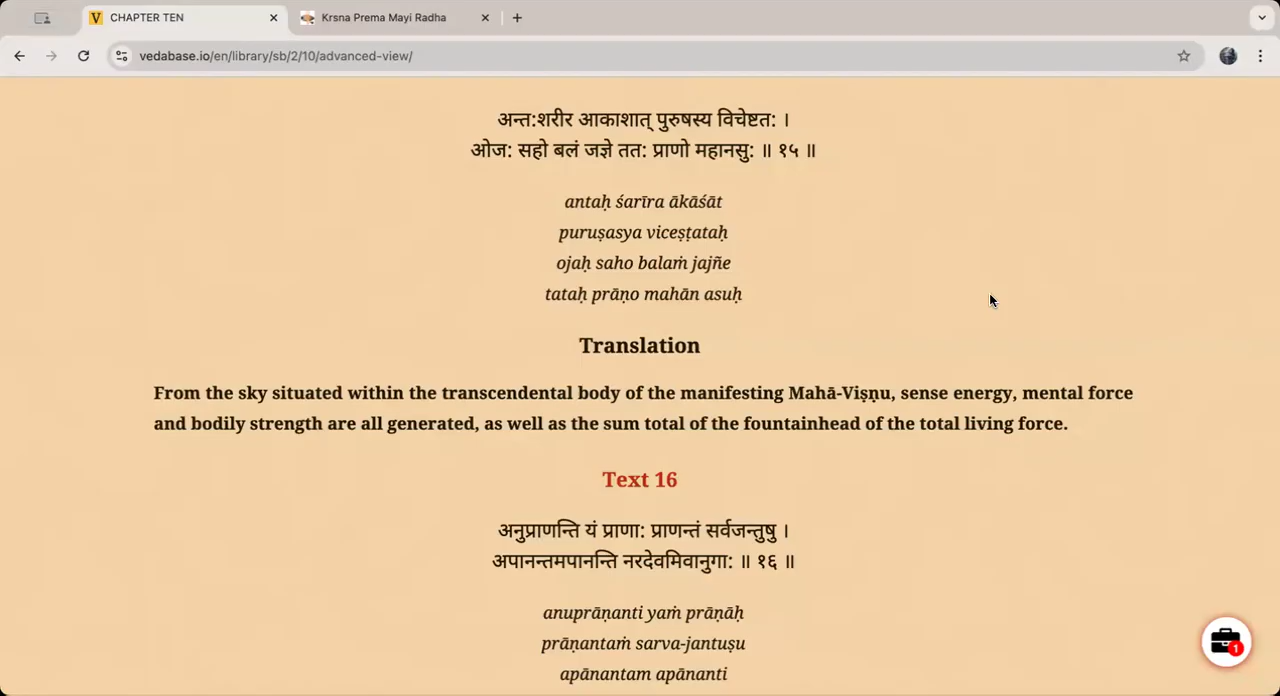 CHAPTER TEN
Krsna Prema Mayi Radha
vedabase.io/en/library/sb/2/10/advanced-view/
अन्त:शरीर आकाशात् पुरुषस्य विचेष्टत: ।
ओज: सहो बलं जज्ञे तत: प्राणो महानसु: ॥ १५ ॥
antaḥ śarīra ākāśāt
puruṣasya viceṣṭataḥ
ojaḥ saho balaṁ jajñe
tataḥ prāṇo mahān asuḥ
Translation
From the sky situated within the transcendental body of the manifesting Mahā-Viṣṇu, sense energy, mental force
and bodily strength are all generated, as well as the sum total of the fountainhead of the total living force.
Text 16
अनुप्राणन्ति यं प्राणा: प्राणन्तं सर्वजन्तुषु ।
अपानन्तमपानन्ति नरदेवमिवानुगा: ॥ १६ ॥
anuprāṇanti yaṁ prāṇāḥ
prāṇantaṁ sarva-jantuṣu
apānantam apānanti
1